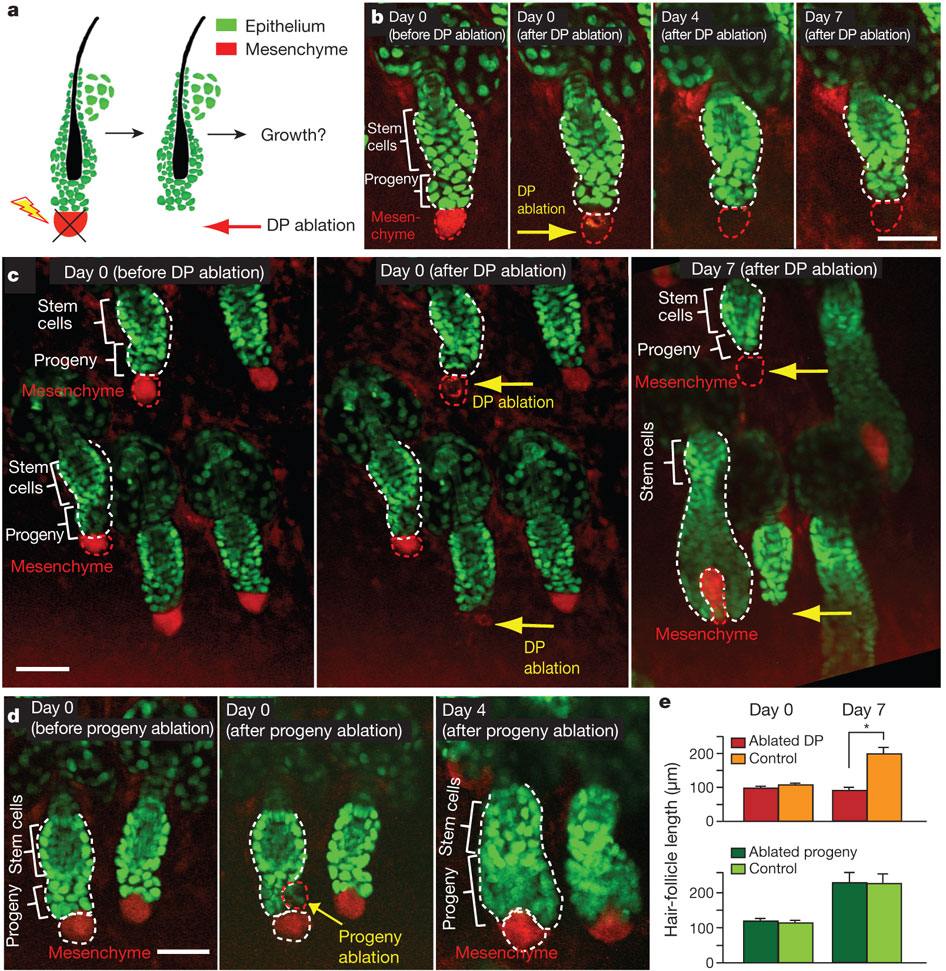 a
Epithelium
Mesenchyme
Growth?
DP ablation
b
Day 0
(before DP ablation)
Day 0
(after DP ablation)
Day 4
(after DP ablation)
Day 7
(after DP ablation)
Stem
cells
Progeny
Mesen-
chyme
DP
ablation
c
Day 0 (before DP ablation)
Day 0 (after DP ablation)
Day 7 (after DP ablation)
Stem
cells
Progeny
Mesenchyme
Stem
cells
Progeny
Mesenchyme
DP ablation
DP
ablation
Stem
cells
Progeny
Mesenchyme
Stem cells
Mesenchyme
d
Day 0
(before progeny ablation)
Day 0
(after progeny ablation)
Day 4
(after progeny ablation)
Stem cells
Progeny
Mesenchyme
Progeny
ablation
Stem cells
Progeny
Mesenchyme
e
Day 0
Day 7
Ablated DP
Control
*
200
100
0
Ablated progeny
Control
200
100
0
Hair-follicle length (μm)